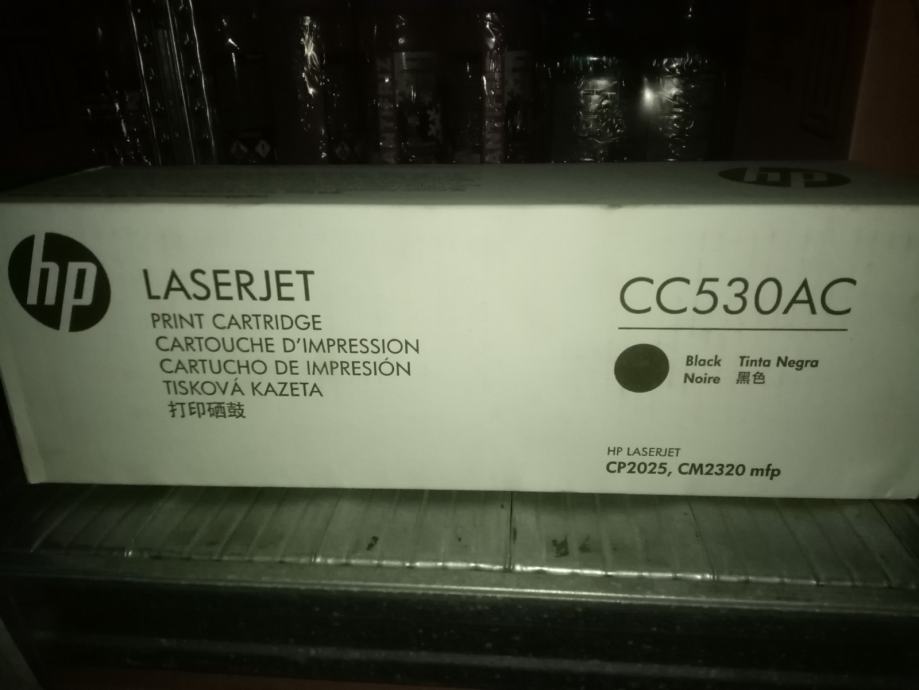 hp
hp
LASERJET
PRINT CARTRIDGE
CARTOUCHE D'IMPRESSION
CARTUCHO DE IMPRESIÓN
TISKOVÁ KAZETA
打印硒鼓
CC530AC
Black Tinta Negra
Noire 黑色
HP LASERJET
CP2025, CM2320 mfp